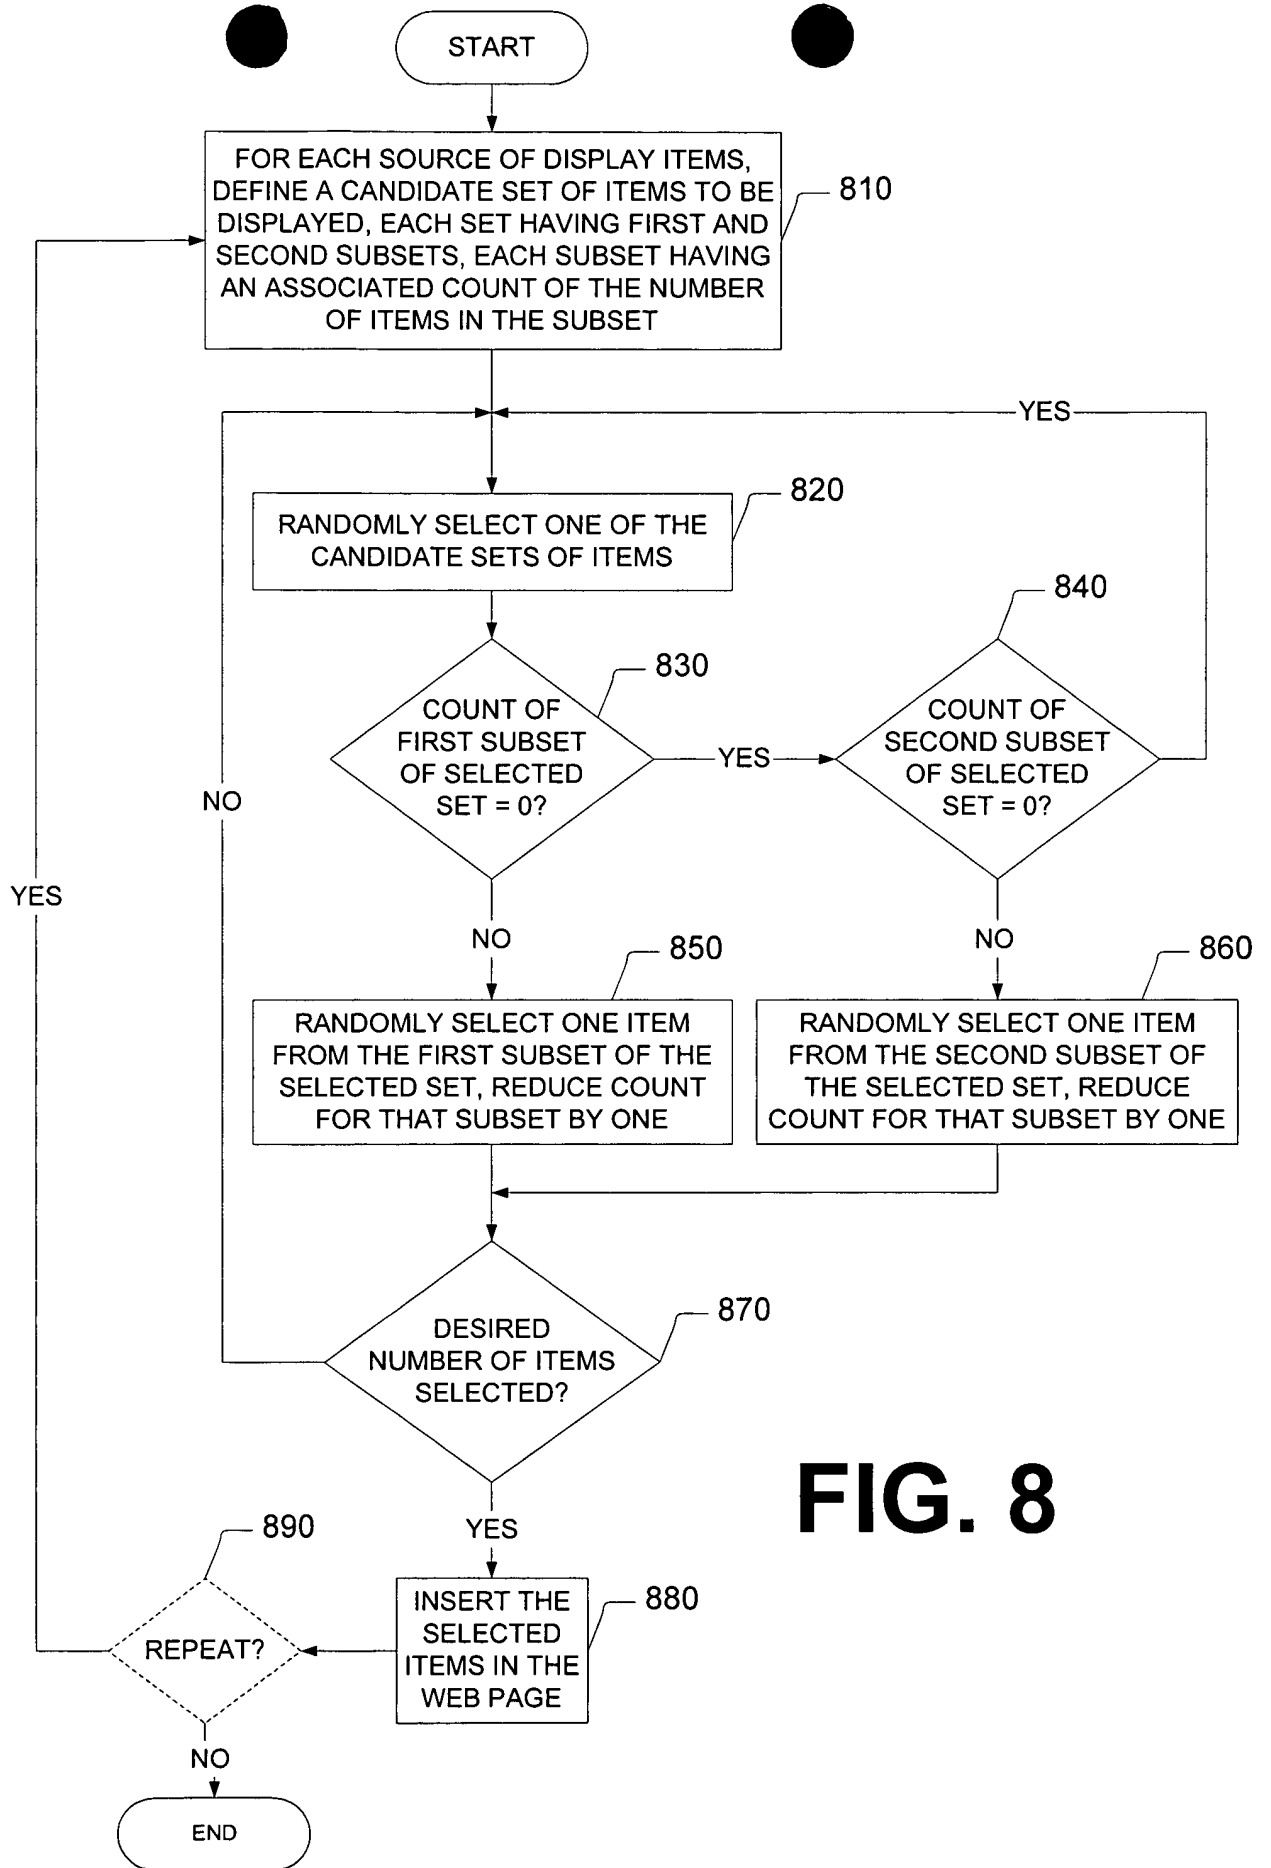 START
FOR EACH SOURCE OF DISPLAY ITEMS,
DEFINE A CANDIDATE SET OF ITEMS TO BE
DISPLAYED, EACH SET HAVING FIRST AND
SECOND SUBSETS, EACH SUBSET HAVING
AN ASSOCIATED COUNT OF THE NUMBER
OF ITEMS IN THE SUBSET
810
YES
RANDOMLY SELECT ONE OF THE
CANDIDATE SETS OF ITEMS
820
COUNT OF
FIRST SUBSET
OF SELECTED
SET = 0?
830
YES
COUNT OF
SECOND SUBSET
OF SELECTED
SET = 0?
840
NO
YES
NO
NO
RANDOMLY SELECT ONE ITEM
FROM THE FIRST SUBSET OF THE
SELECTED SET, REDUCE COUNT
FOR THAT SUBSET BY ONE
850
RANDOMLY SELECT ONE ITEM
FROM THE SECOND SUBSET OF
THE SELECTED SET, REDUCE
COUNT FOR THAT SUBSET BY ONE
860
DESIRED
NUMBER OF ITEMS
SELECTED?
870
YES
INSERT THE
SELECTED
ITEMS IN THE
WEB PAGE
880
REPEAT?
890
NO
END
FIG. 8